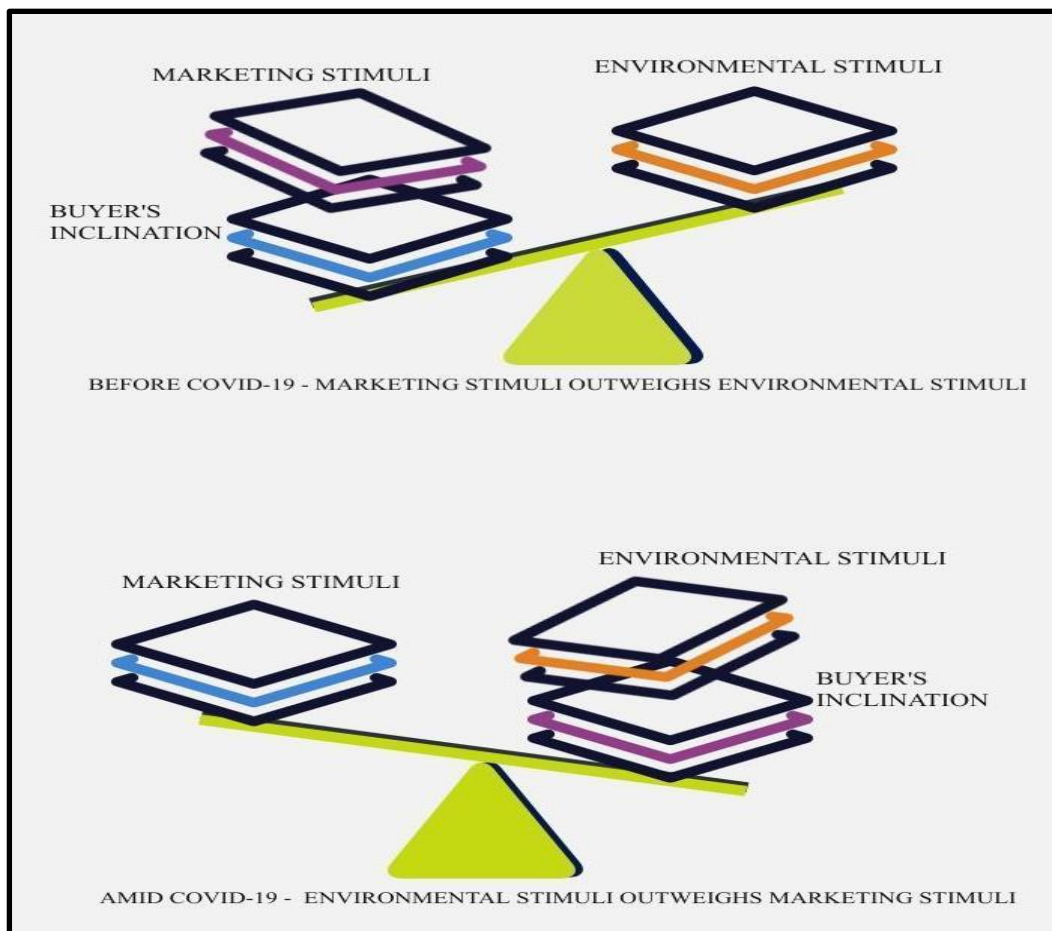 MARKETING STIMULI
ENVIRONMENTAL STIMULI
BUYER'S
INCLINATION
BEFORE COVID-19 - MARKETING STIMULI OUTWEIGHS ENVIRONMENTAL STIMULI
ENVIRONMENTAL STIMULI
MARKETING STIMULI
BUYER'S
INCLINATION
AMID COVID-19 - ENVIRONMENTAL STIMULI OUTWEIGHS MARKETING STIMULI